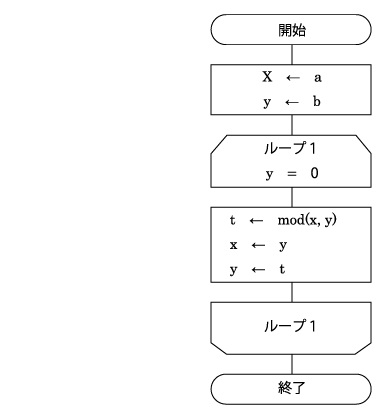 開始
X ← a
y ← b
ループ1
y = 0
t ← mod(x, y)
x ← y
y ← t
ループ1
終了